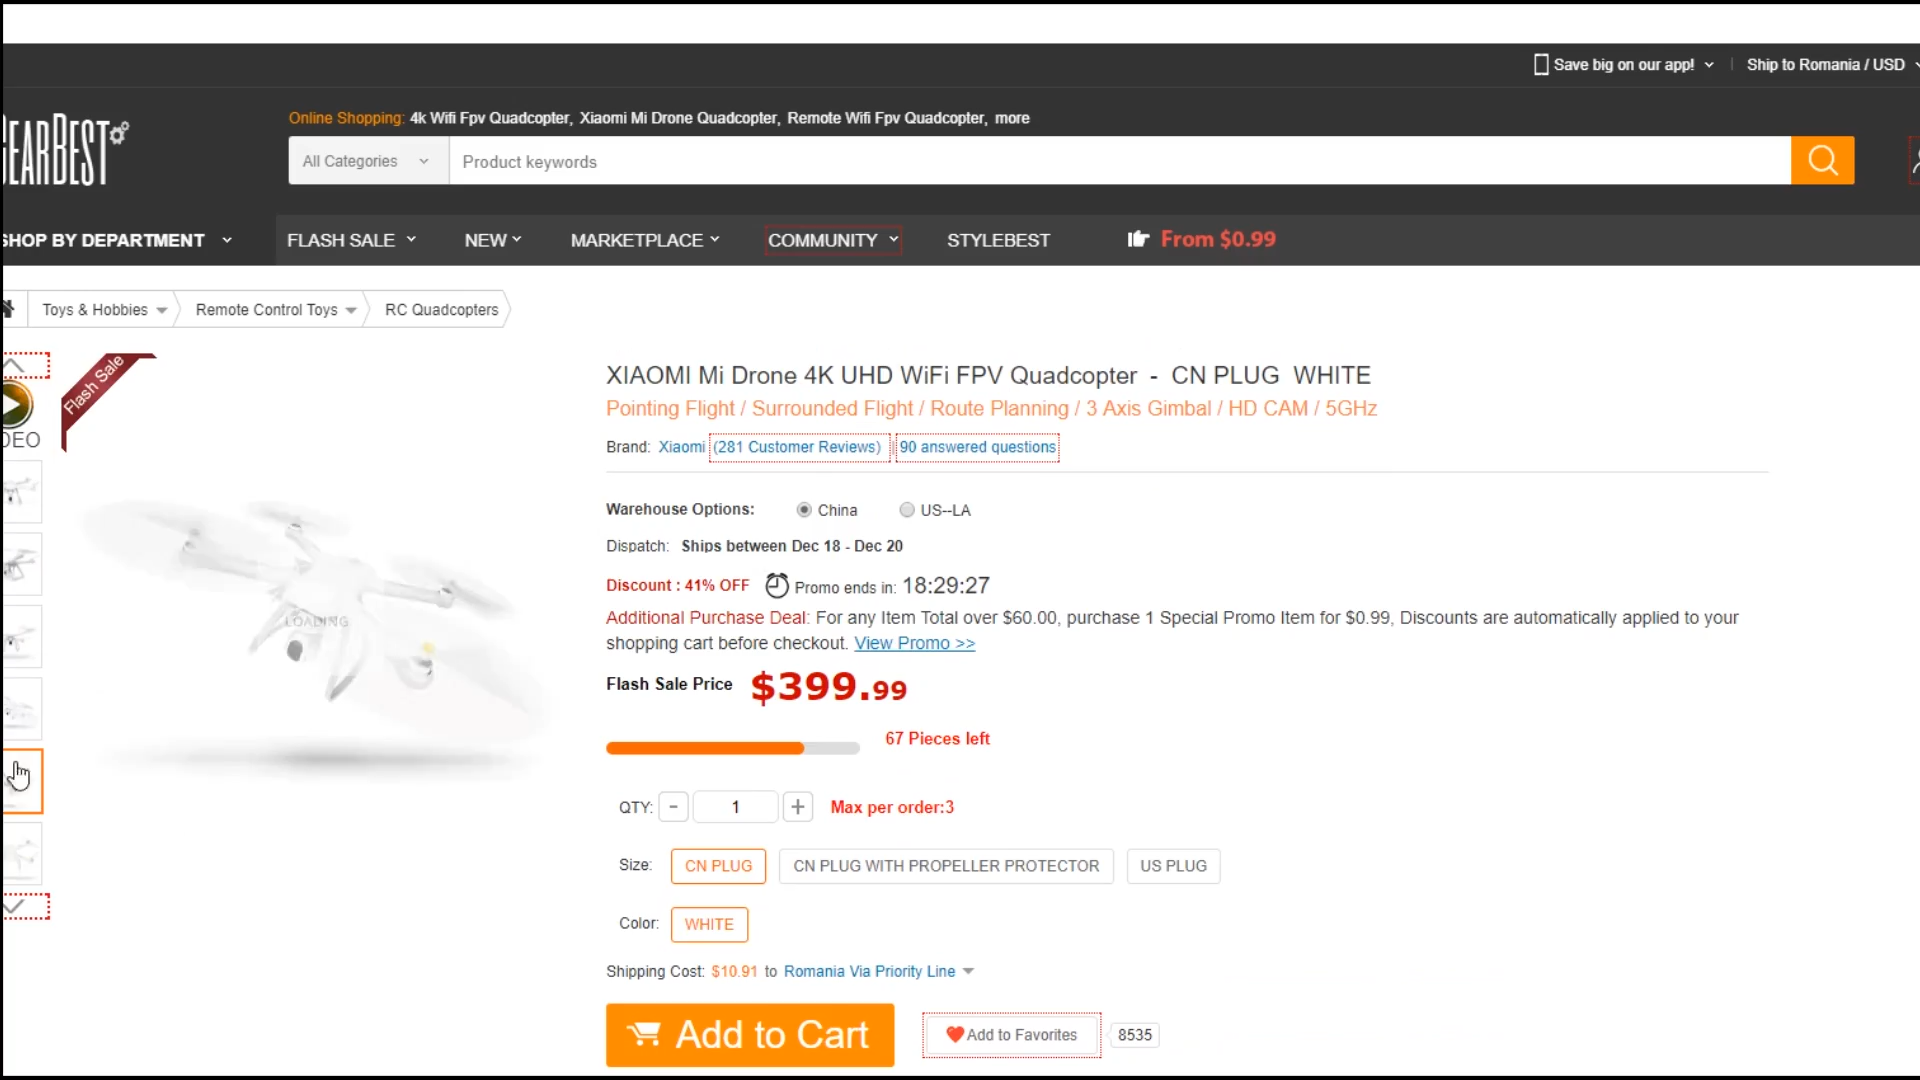 Save big on our app! Ship to Romania / USD
GEARBEST
Online Shopping: 4k Wifi Fpv Quadcopter, Xiaomi Mi Drone Quadcopter, Remote Wifi Fpv Quadcopter, more
All Categories Product keywords
SHOP BY DEPARTMENT FLASH SALE NEW MARKETPLACE COMMUNITY STYLEBEST From $0.99
Toys & Hobbies Remote Control Toys RC Quadcopters
Flash Sale
DEO
LOADING
XIAOMI Mi Drone 4K UHD WiFi FPV Quadcopter - CN PLUG WHITE
Pointing Flight / Surrounded Flight / Route Planning / 3 Axis Gimbal / HD CAM / 5GHz
Brand: Xiaomi (281 Customer Reviews) | 90 answered questions
Warehouse Options: China US--LA
Dispatch: Ships between Dec 18 - Dec 20
Discount : 41% OFF Promo ends in: 18:29:27
Additional Purchase Deal: For any Item Total over $60.00, purchase 1 Special Promo Item for $0.99, Discounts are automatically applied to your
shopping cart before checkout. View Promo >>
Flash Sale Price $399.99
67 Pieces left
QTY: - 1 + Max per order:3
Size: CN PLUG CN PLUG WITH PROPELLER PROTECTOR US PLUG
Color: WHITE
Shipping Cost: $10.91 to Romania Via Priority Line
Add to Cart Add to Favorites 8535